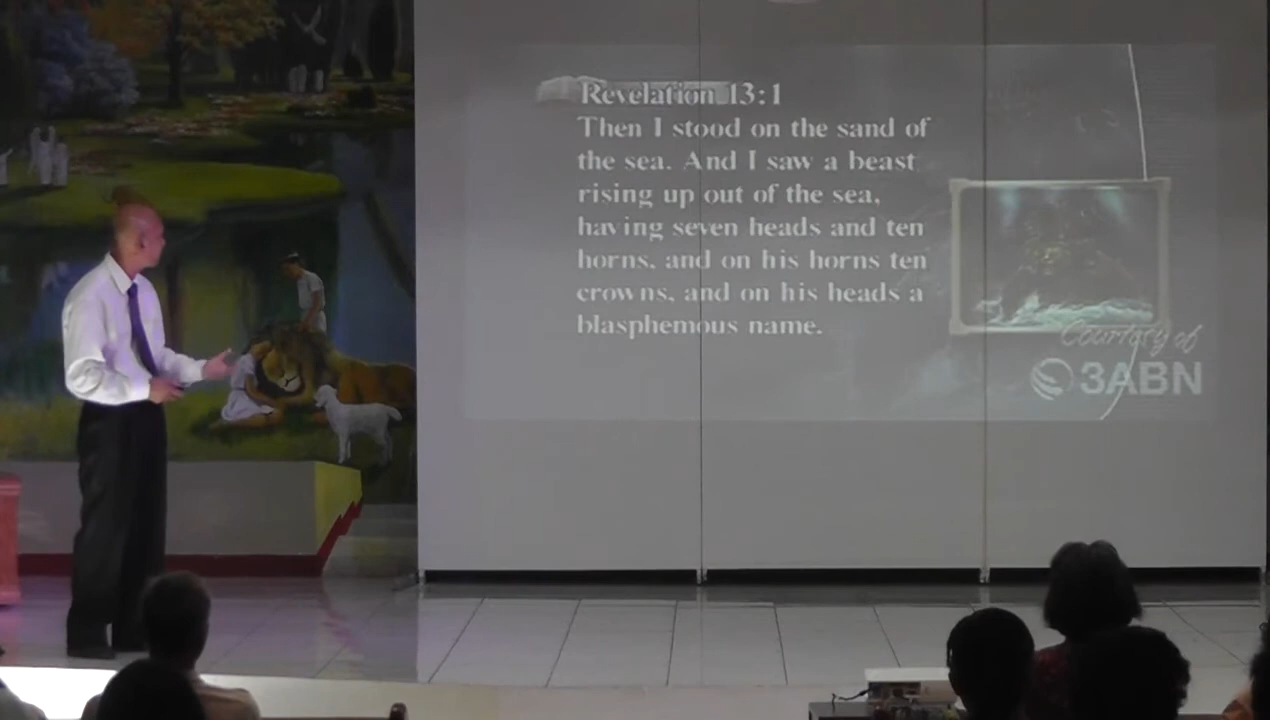 Revelation 13:1
Then I stood on the sand of
the sea. And I saw a beast
rising up out of the sea,
having seven heads and ten
horns, and on his horns ten
crowns, and on his heads a
blasphemous name.
Courtesy of
3ABN